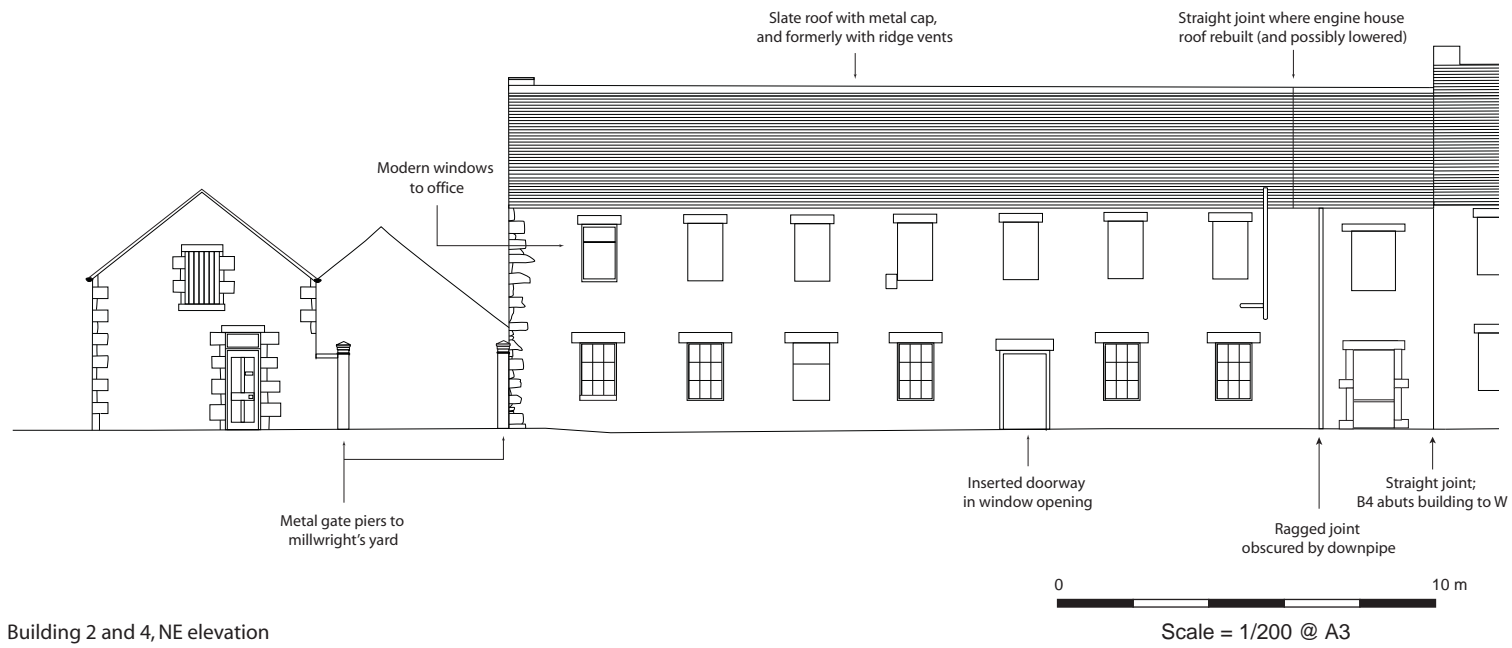 Slate roof with metal cap,
and formerly with ridge vents
Straight joint where engine house
roof rebuilt (and possibly lowered)
Modern windows
to office
Metal gate piers to
millwright's yard
Inserted doorway
in window opening
Ragged joint
obscured by downpipe
Straight joint;
B4 abuts building to W
0
10 m
Scale = 1/200 @ A3
Building 2 and 4, NE elevation